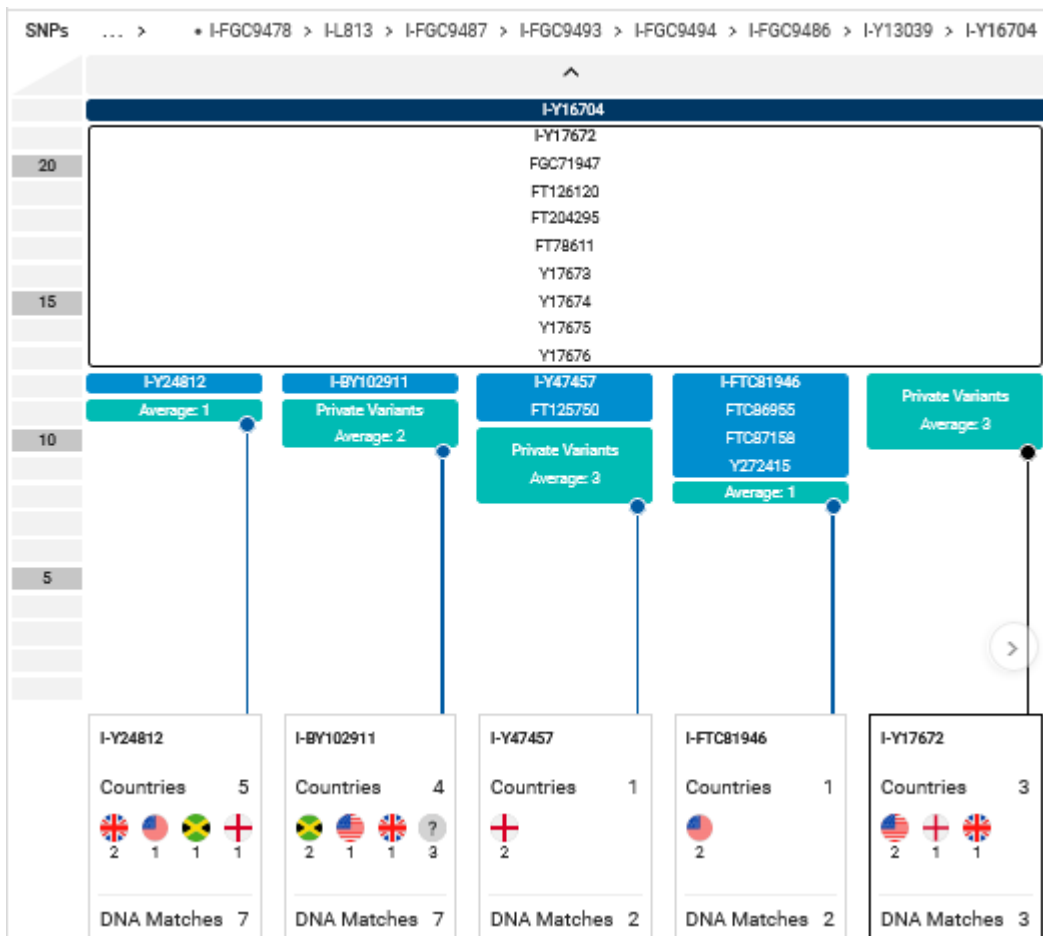 SNPs ... > • I-FGC9478 > I-L813 > I-FGC9487 > I-FGC9493 > I-FGC9494 > I-FGC9486 > I-Y13039 > I-Y16704
I-Y16704
I-Y17672
20 FGC71947
FT126120
FT204295
FT78611
Y17673
15 Y17674
Y17675
Y17676
I-Y24812 I-BY102911 I-Y47457 I-FTC81946
Average: 1 Private Variants FT125750 FTC86955 Private Variants
10 Average: 2 FTC87158 Average: 3
Private Variants Y272415
Average: 3 Average: 1
5
>
I-Y24812 I-BY102911 I-Y47457 I-FTC81946 I-Y17672
Countries 5 Countries 4 Countries 1 Countries 1 Countries 3
?
2 1 1 1 2 1 1 3 2 2 2 1 1
DNA Matches 7 DNA Matches 7 DNA Matches 2 DNA Matches 2 DNA Matches 3